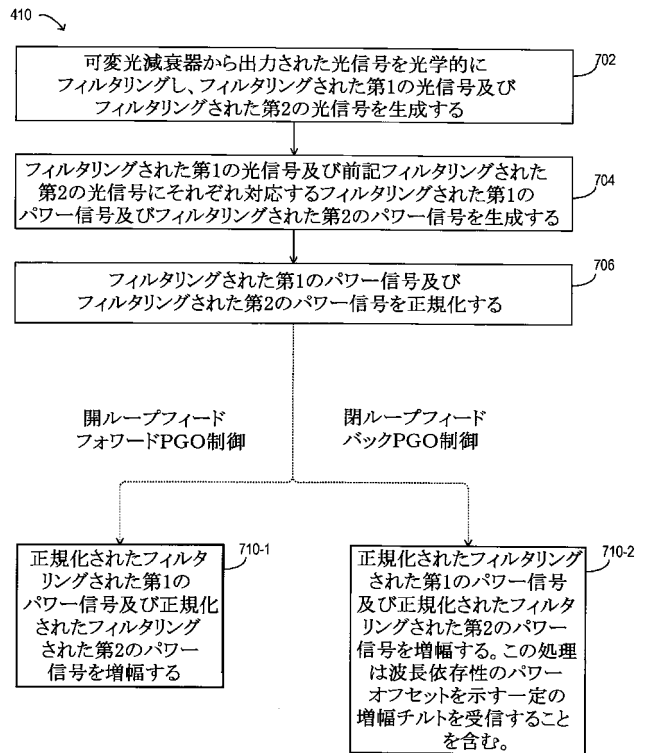 410
可変光減衰器から出力された光信号を光学的に
フィルタリングし、フィルタリングされた第1の光信号及び
フィルタリングされた第2の光信号を生成する
702
フィルタリングされた第1の光信号及び前記フィルタリングされた
第2の光信号にそれぞれ対応するフィルタリングされた第1の
パワー信号及びフィルタリングされた第2のパワー信号を生成する
704
フィルタリングされた第1のパワー信号及び
フィルタリングされた第2のパワー信号を正規化する
706
開ループフィード
フォワードPGO制御
閉ループフィード
バックPGO制御
正規化されたフィルタ
リングされた第1の
パワー信号及び正規化
されたフィルタリング
された第2のパワー
信号を増幅する
710-1
正規化されたフィルタリング
された第1のパワー信号
及び正規化されたフィルタ
リングされた第2のパワー
信号を増幅する。この処理
は波長依存性のパワー
オフセットを示す一定の
増幅チルトを受信すること
を含む。
710-2